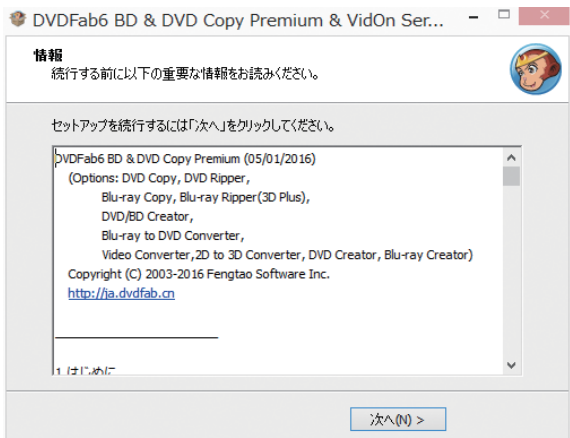 DVDFab6 BD & DVD Copy Premium & VidOn Ser...
情報
続行する前に以下の重要な情報をお読みください。
セットアップを続行するには「次へ」をクリックしてください。
DVDFab6 BD & DVD Copy Premium (05/01/2016)
(Options: DVD Copy, DVD Ripper,
Blu-ray Copy, Blu-ray Ripper(3D Plus),
DVD/BD Creator,
Blu-ray to DVD Converter,
Video Converter,2D to 3D Converter, DVD Creator, Blu-ray Creator)
Copyright (C) 2003-2016 Fengtao Software Inc.
http://ja.dvdfab.cn
1.はじめに
次へ(N) >